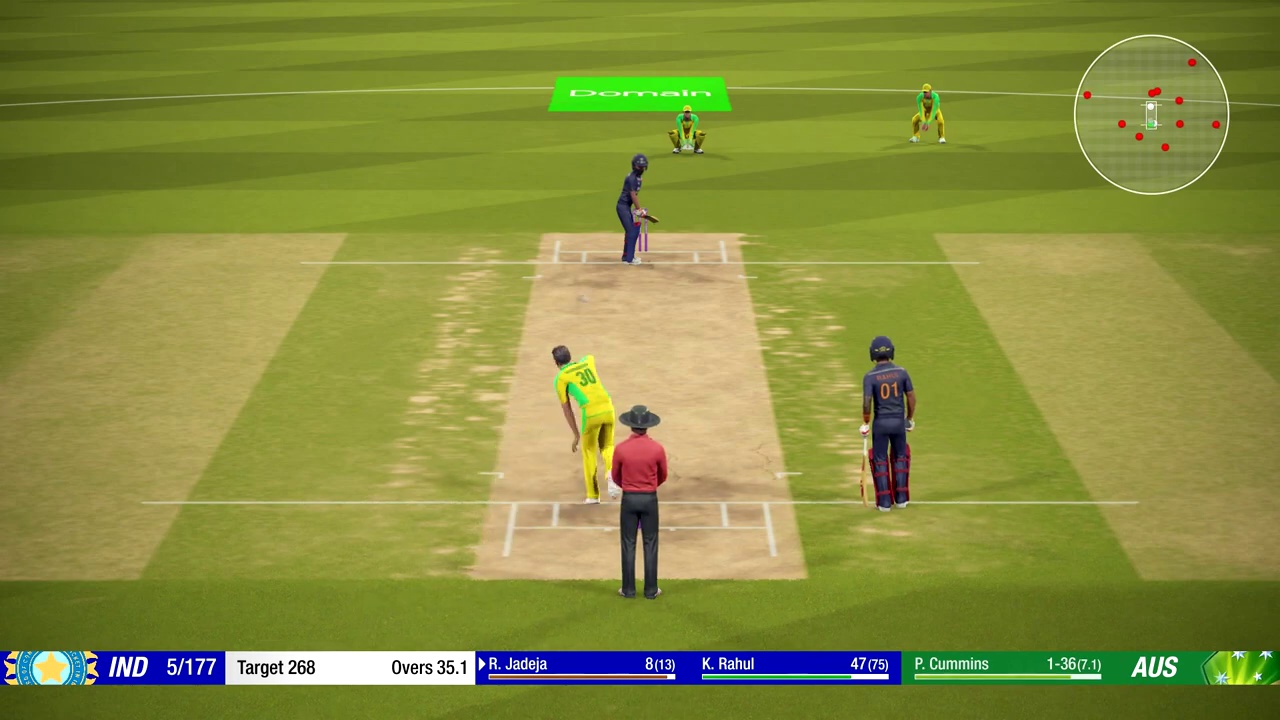 Domain
30
01
IND 5/177 Target 268 Overs 35.1 R. Jadeja 8(13) K. Rahul 47(75) P. Cummins 1-36(7.1) AUS